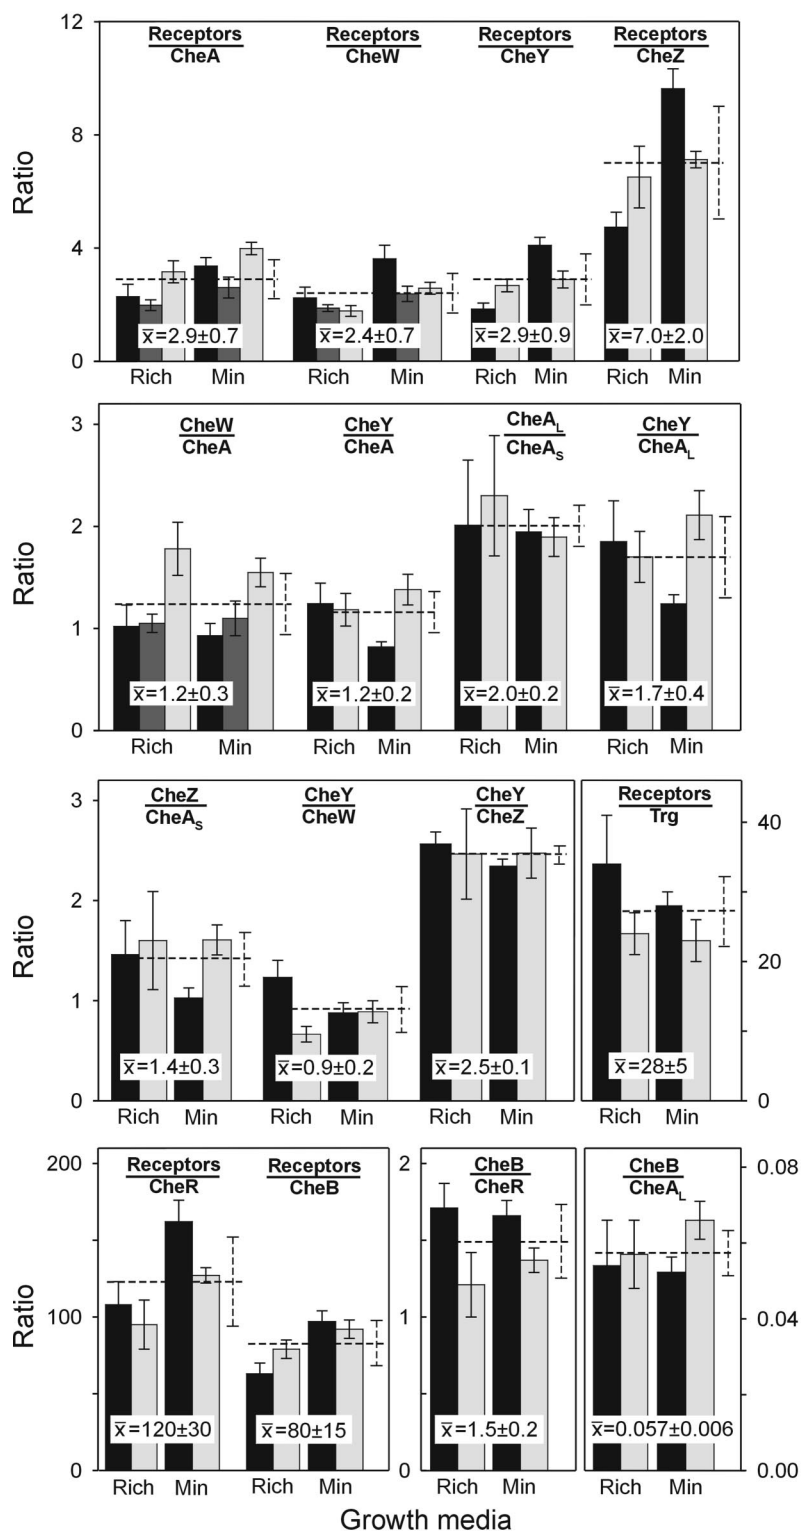 Receptors Receptors Receptors Receptors
CheA CheW CheY CheZ
12
8
4
0
Ratio
x̄=2.9±0.7 x̄=2.4±0.7 x̄=2.9±0.9 x̄=7.0±2.0
Rich Min Rich Min Rich Min Rich Min
CheW CheY CheA_L CheY
CheA CheA CheA_S CheA_L
3
2
1
0
Ratio
x̄=1.2±0.3 x̄=1.2±0.2 x̄=2.0±0.2 x̄=1.7±0.4
Rich Min Rich Min Rich Min Rich Min
CheZ CheY CheY Receptors
CheA_S CheW CheZ Trg
3
2
1
0
Ratio
40
20
0
x̄=1.4±0.3 x̄=0.9±0.2 x̄=2.5±0.1 x̄=28±5
Rich Min Rich Min Rich Min Rich Min
Receptors Receptors CheB CheB
CheR CheB CheR CheA_L
200
100
0
Ratio
2
1
0
0.08
0.04
0.00
x̄=120±30 x̄=80±15 x̄=1.5±0.2 x̄=0.057±0.006
Rich Min Rich Min Rich Min Rich Min
Growth media